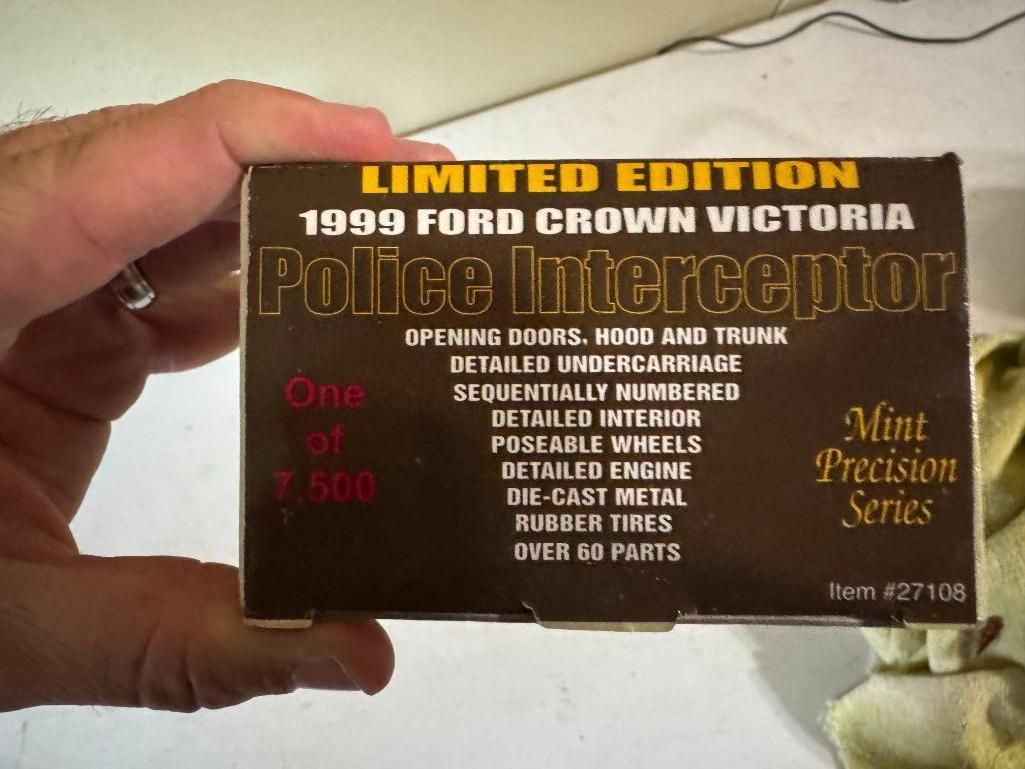 LIMITED EDITION
1999 FORD CROWN VICTORIA
Police Interceptor
OPENING DOORS, HOOD AND TRUNK
DETAILED UNDERCARRIAGE
SEQUENTIALLY NUMBERED
DETAILED INTERIOR
POSEABLE WHEELS
DETAILED ENGINE
DIE-CAST METAL
RUBBER TIRES
OVER 60 PARTS
One
of
7,500
Mint
Precision
Series
Item #27108